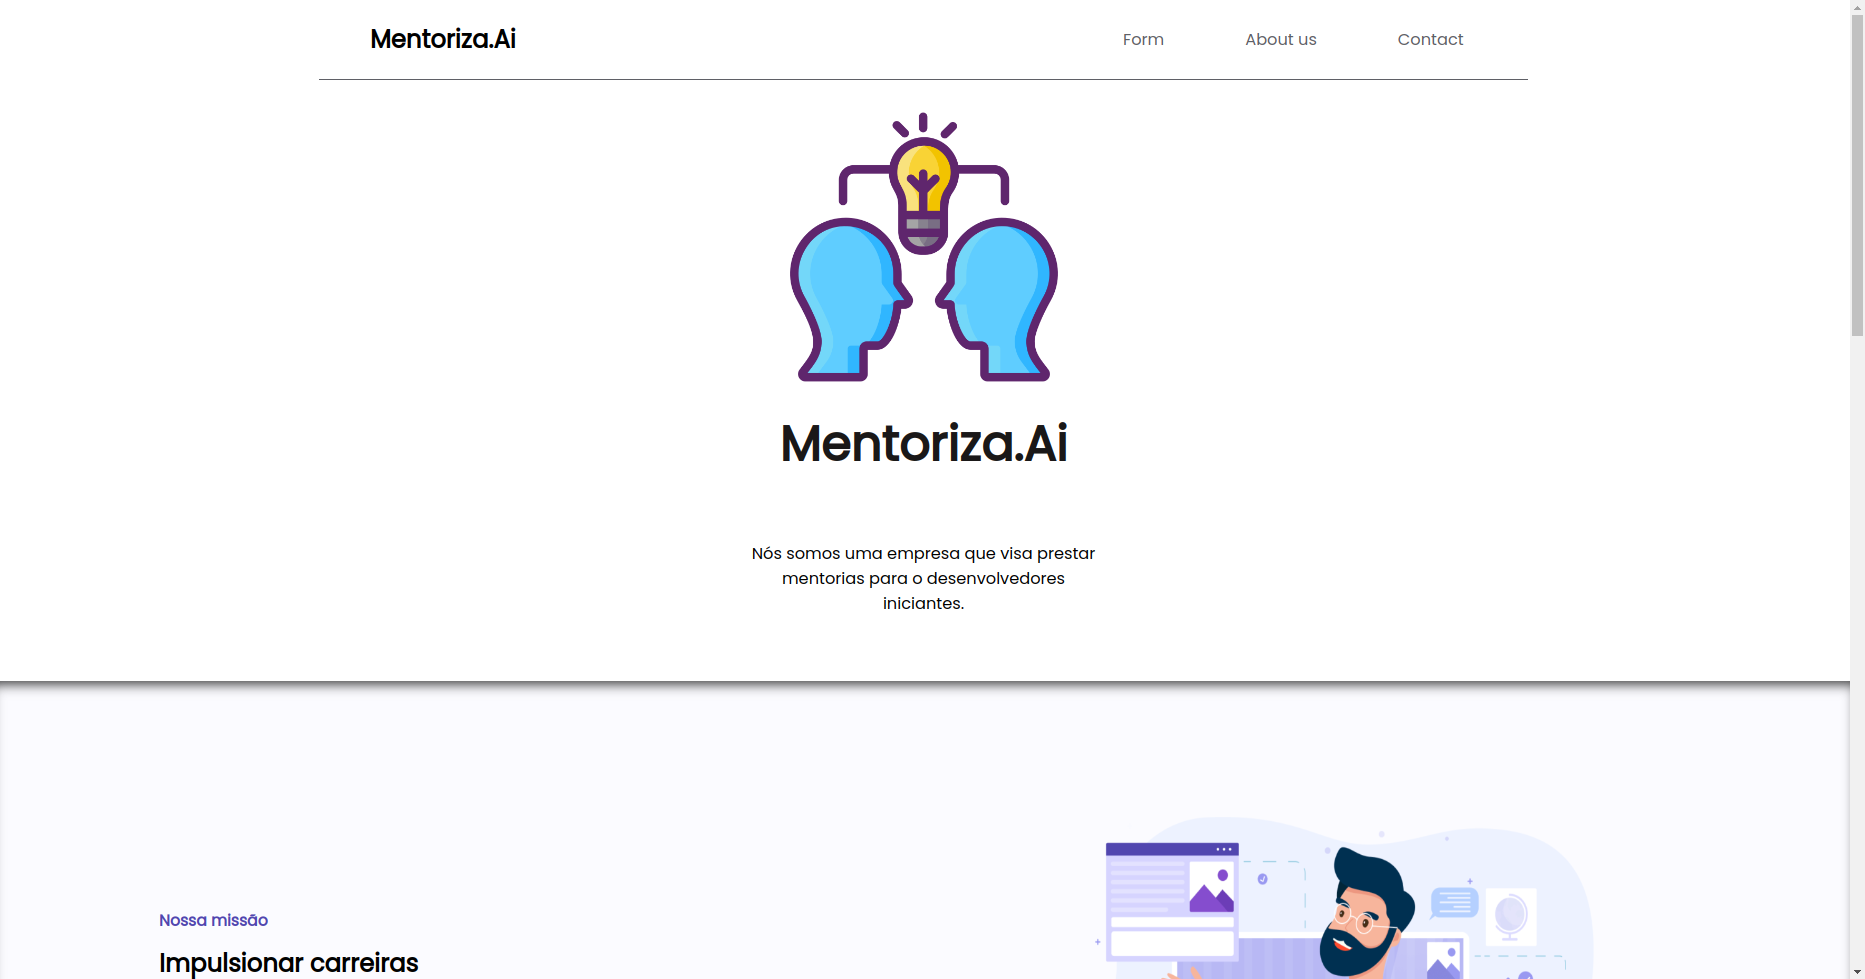 Mentoriza.Ai
Form About us Contact
Mentoriza.Ai
Nós somos uma empresa que visa prestar
mentorias para o desenvolvedores
iniciantes.
Nossa missão
Impulsionar carreiras